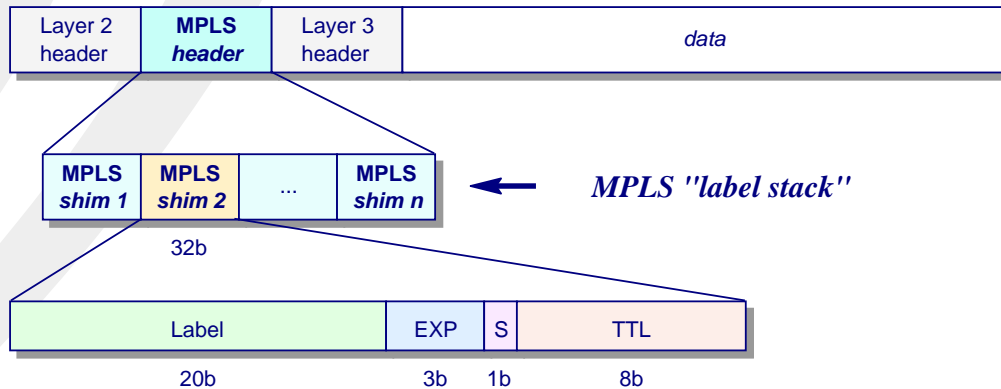 Layer 2 header
MPLS header
Layer 3 header
data
MPLS shim 1
MPLS shim 2
...
MPLS shim n
MPLS "label stack"
32b
Label
EXP
S
TTL
20b
3b
1b
8b